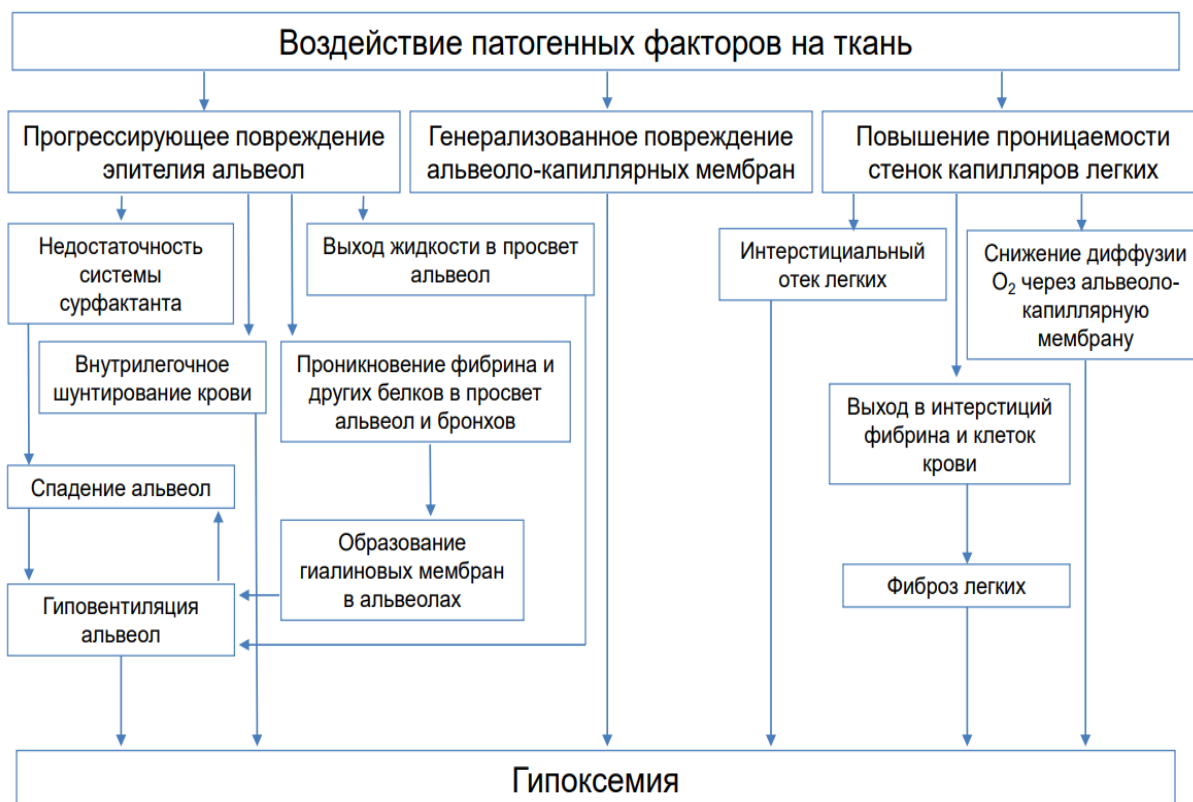 Воздействие патогенных факторов на ткань
Прогрессирующее повреждение
эпителия альвеол
Генерализованное повреждение
альвеоло-капиллярных мембран
Повышение проницаемости
стенок капилляров легких
Недостаточность
системы
сурфактанта
Выход жидкости в просвет
альвеол
Интерстициальный
отек легких
Снижение диффузии
O₂ через альвеоло-
капиллярную
мембрану
Внутрилегочное
шунтирование крови
Проникновение фибрина и
других белков в просвет
альвеол и бронхов
Выход в интерстиций
фибрина и клеток
крови
Спадение альвеол
Образование
гиалиновых мембран
в альвеолах
Фиброз легких
Гиповентиляция
альвеол
Гипоксемия